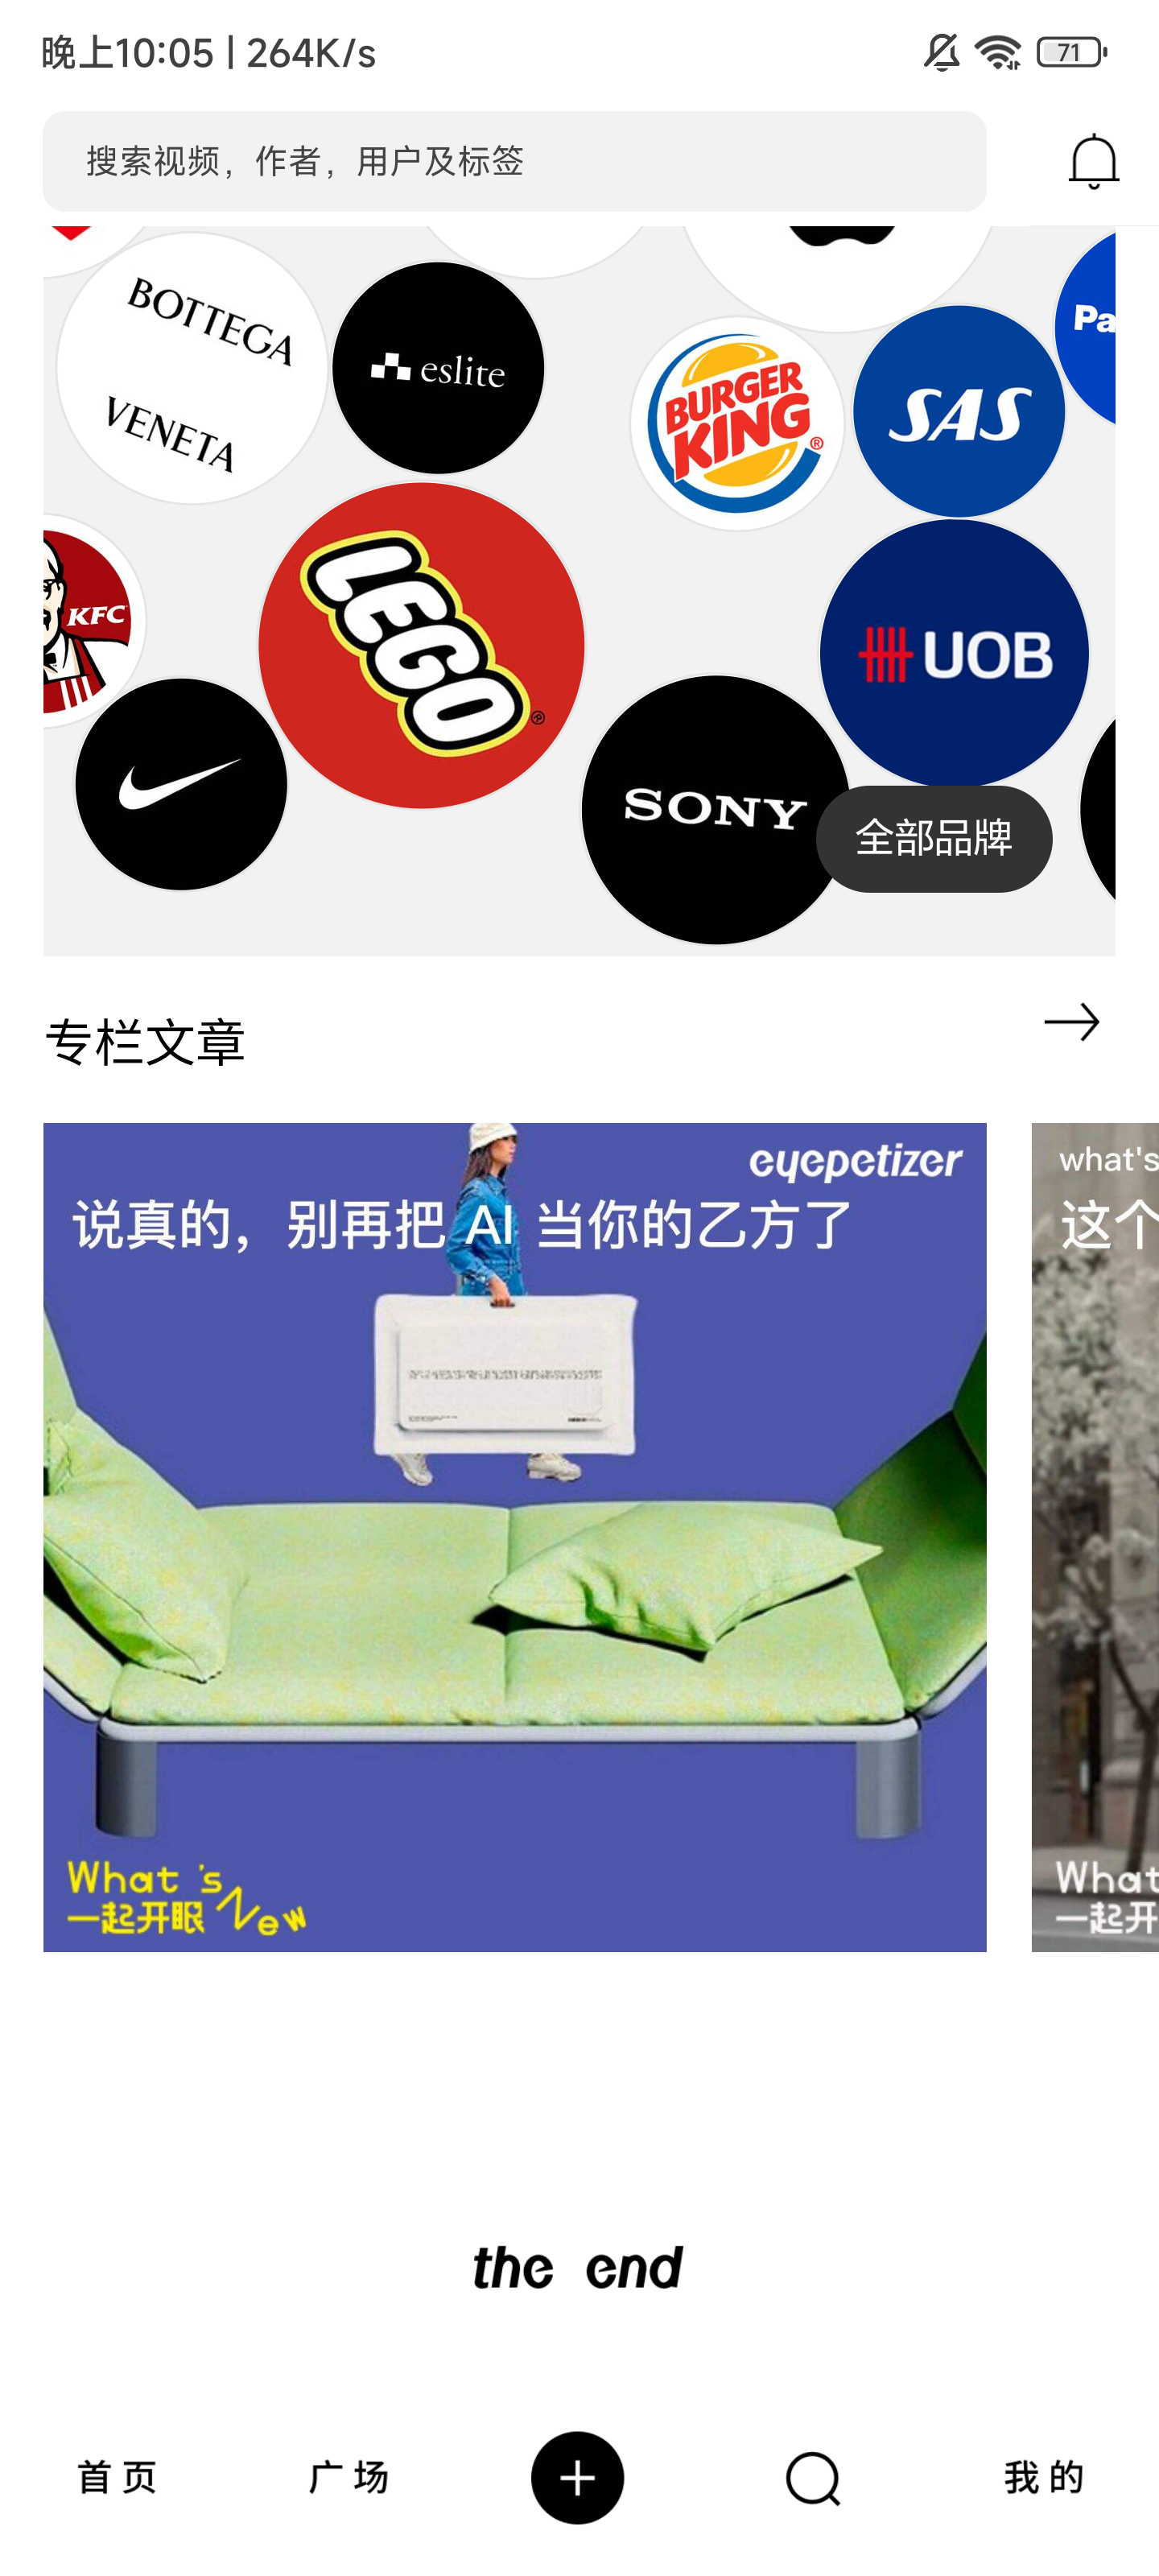 晚上10:05 | 264K/s
71
搜索视频，作者，用户及标签
BOTTEGA
VENETA
eslite
BURGER
KING
®
SAS
Pa
KFC
LEGO
®
UOB
SONY
全部品牌
专栏文章
eyepetizer
说真的，别再把 AI 当你的乙方了
What's New
一起开眼
what's
这个
What
一起开
the end
首页
广场
我的